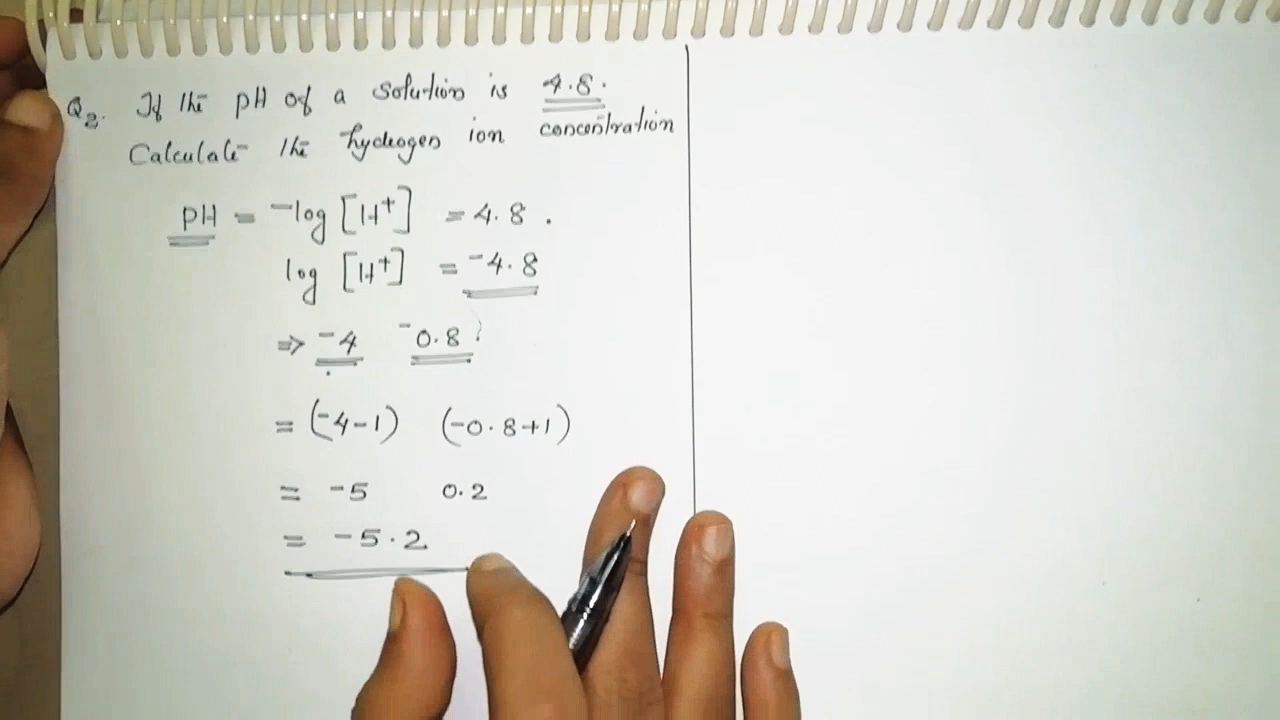 Q2. If the pH of a solution is 4.8.
Calculate the hydrogen ion concentration
PH = -log [H+] = 4.8.
log [H+] = -4.8
⇒ -4 -0.8
= (-4-1) (-0.8+1)
= -5 0.2
= -5.2